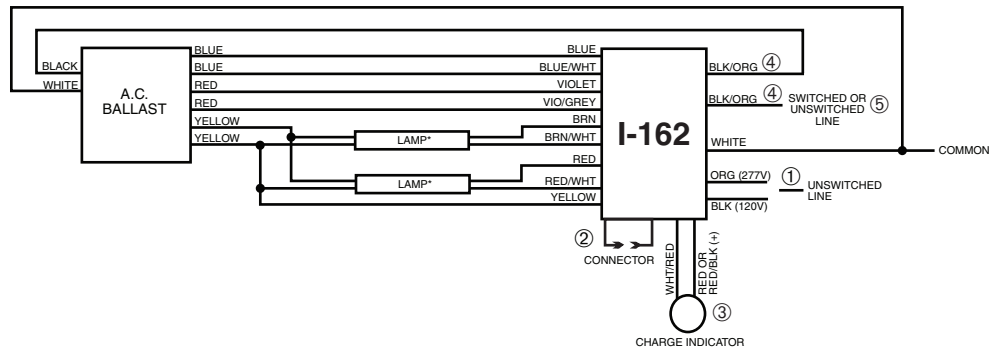 BLACK
WHITE
A.C.
BALLAST
BLUE
BLUE
RED
RED
YELLOW
YELLOW
LAMP*
LAMP*
BLUE
BLUE/WHT
VIOLET
VIO/GREY
BRN
BRN/WHT
RED
RED/WHT
YELLOW
I-162
BLK/ORG ④
BLK/ORG ④ SWITCHED OR
UNSWITCHED
LINE
⑤
WHITE
COMMON
ORG (277V)
① UNSWITCHED
LINE
BLK (120V)
②
CONNECTOR
WHT/RED
RED OR
RED/BLK (+)
③
CHARGE INDICATOR